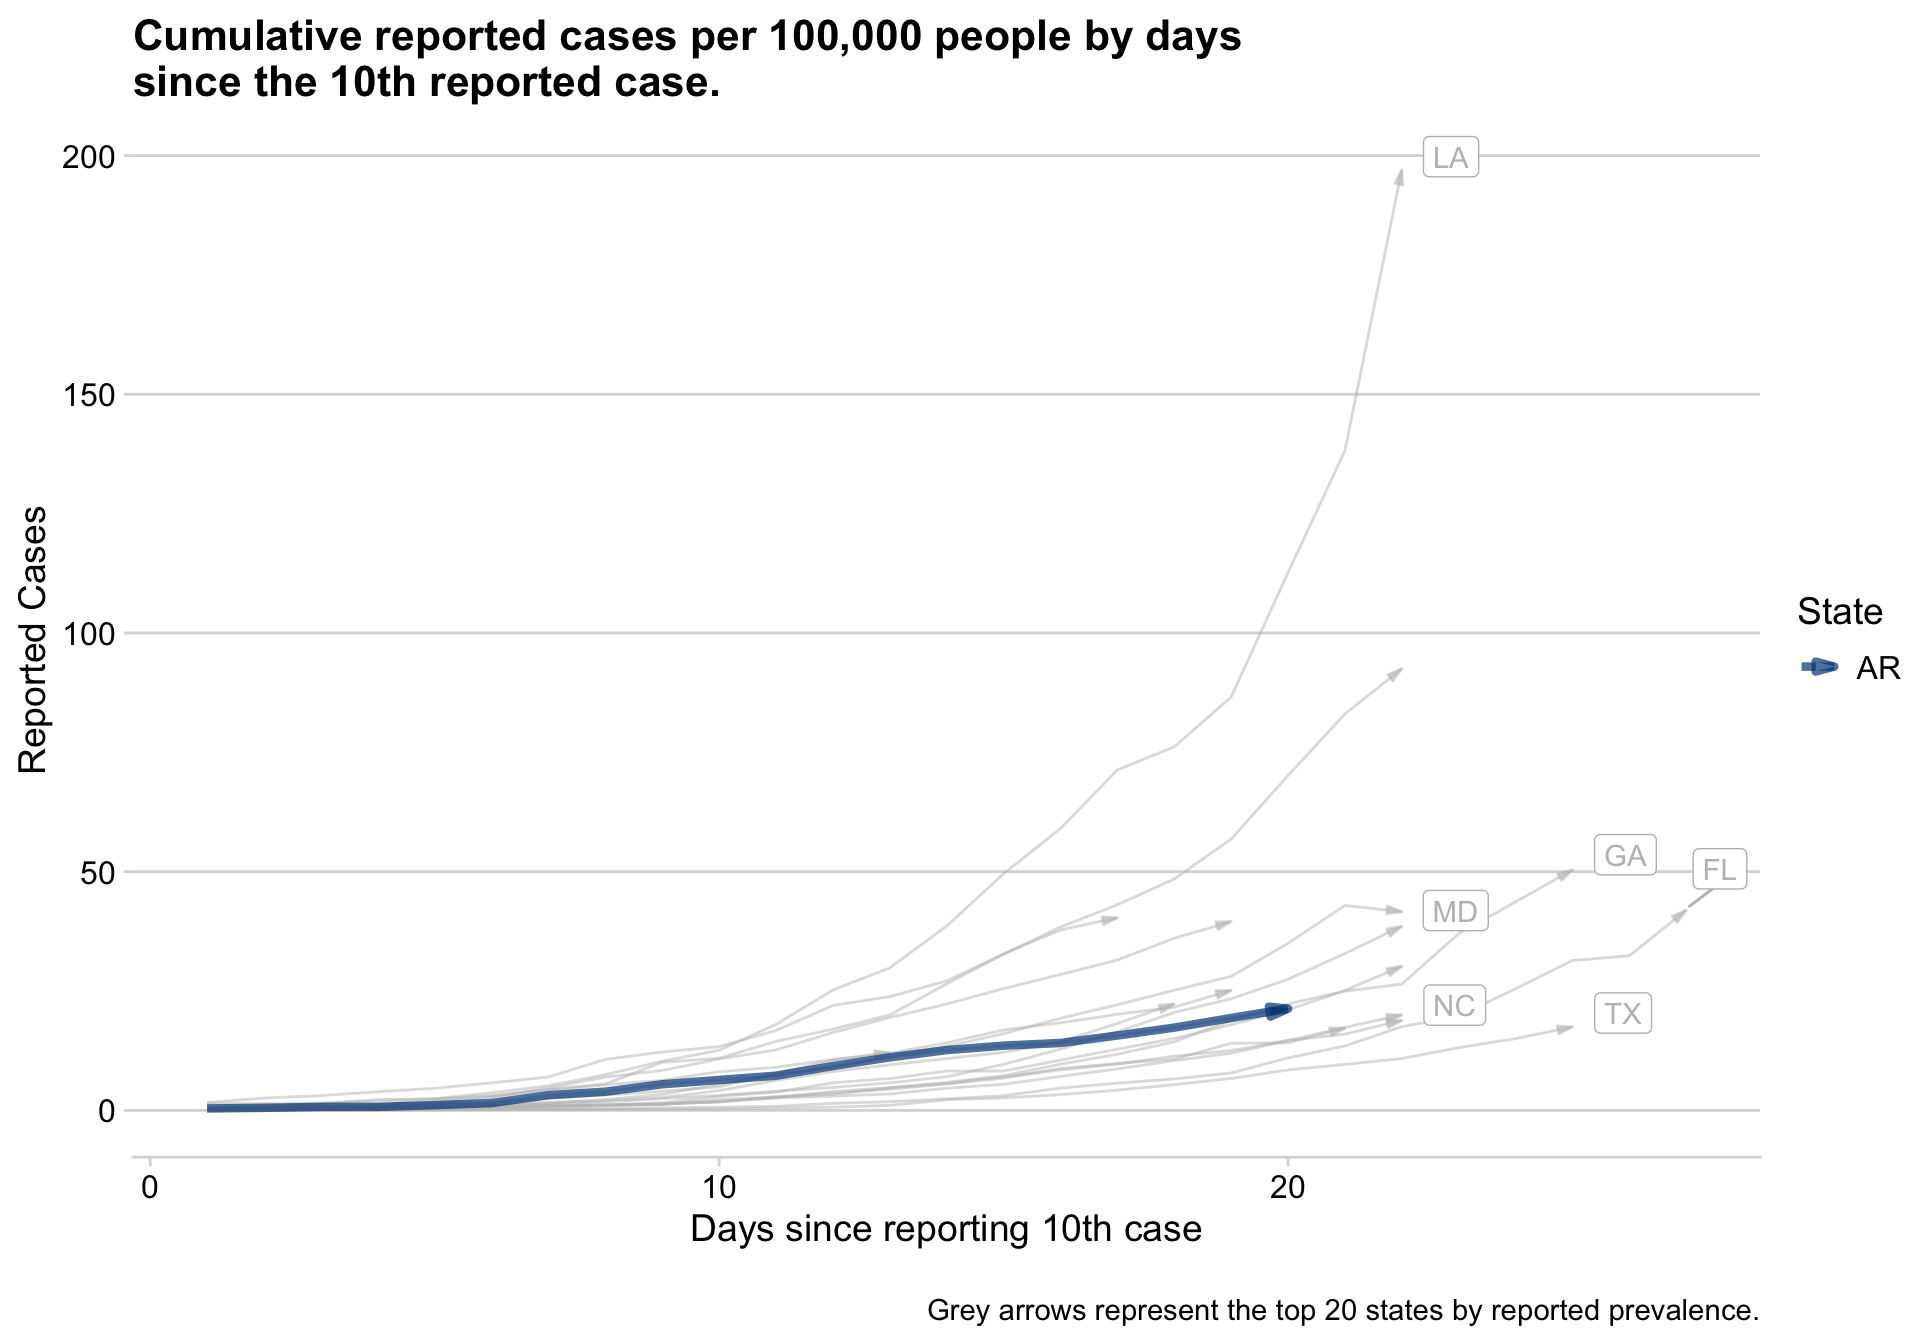 Cumulative reported cases per 100,000 people by days
since the 10th reported case.
200
150
100
50
0
Reported Cases
LA
GA
FL
MD
NC
TX
State
AR
0
10
20
Days since reporting 10th case
Grey arrows represent the top 20 states by reported prevalence.